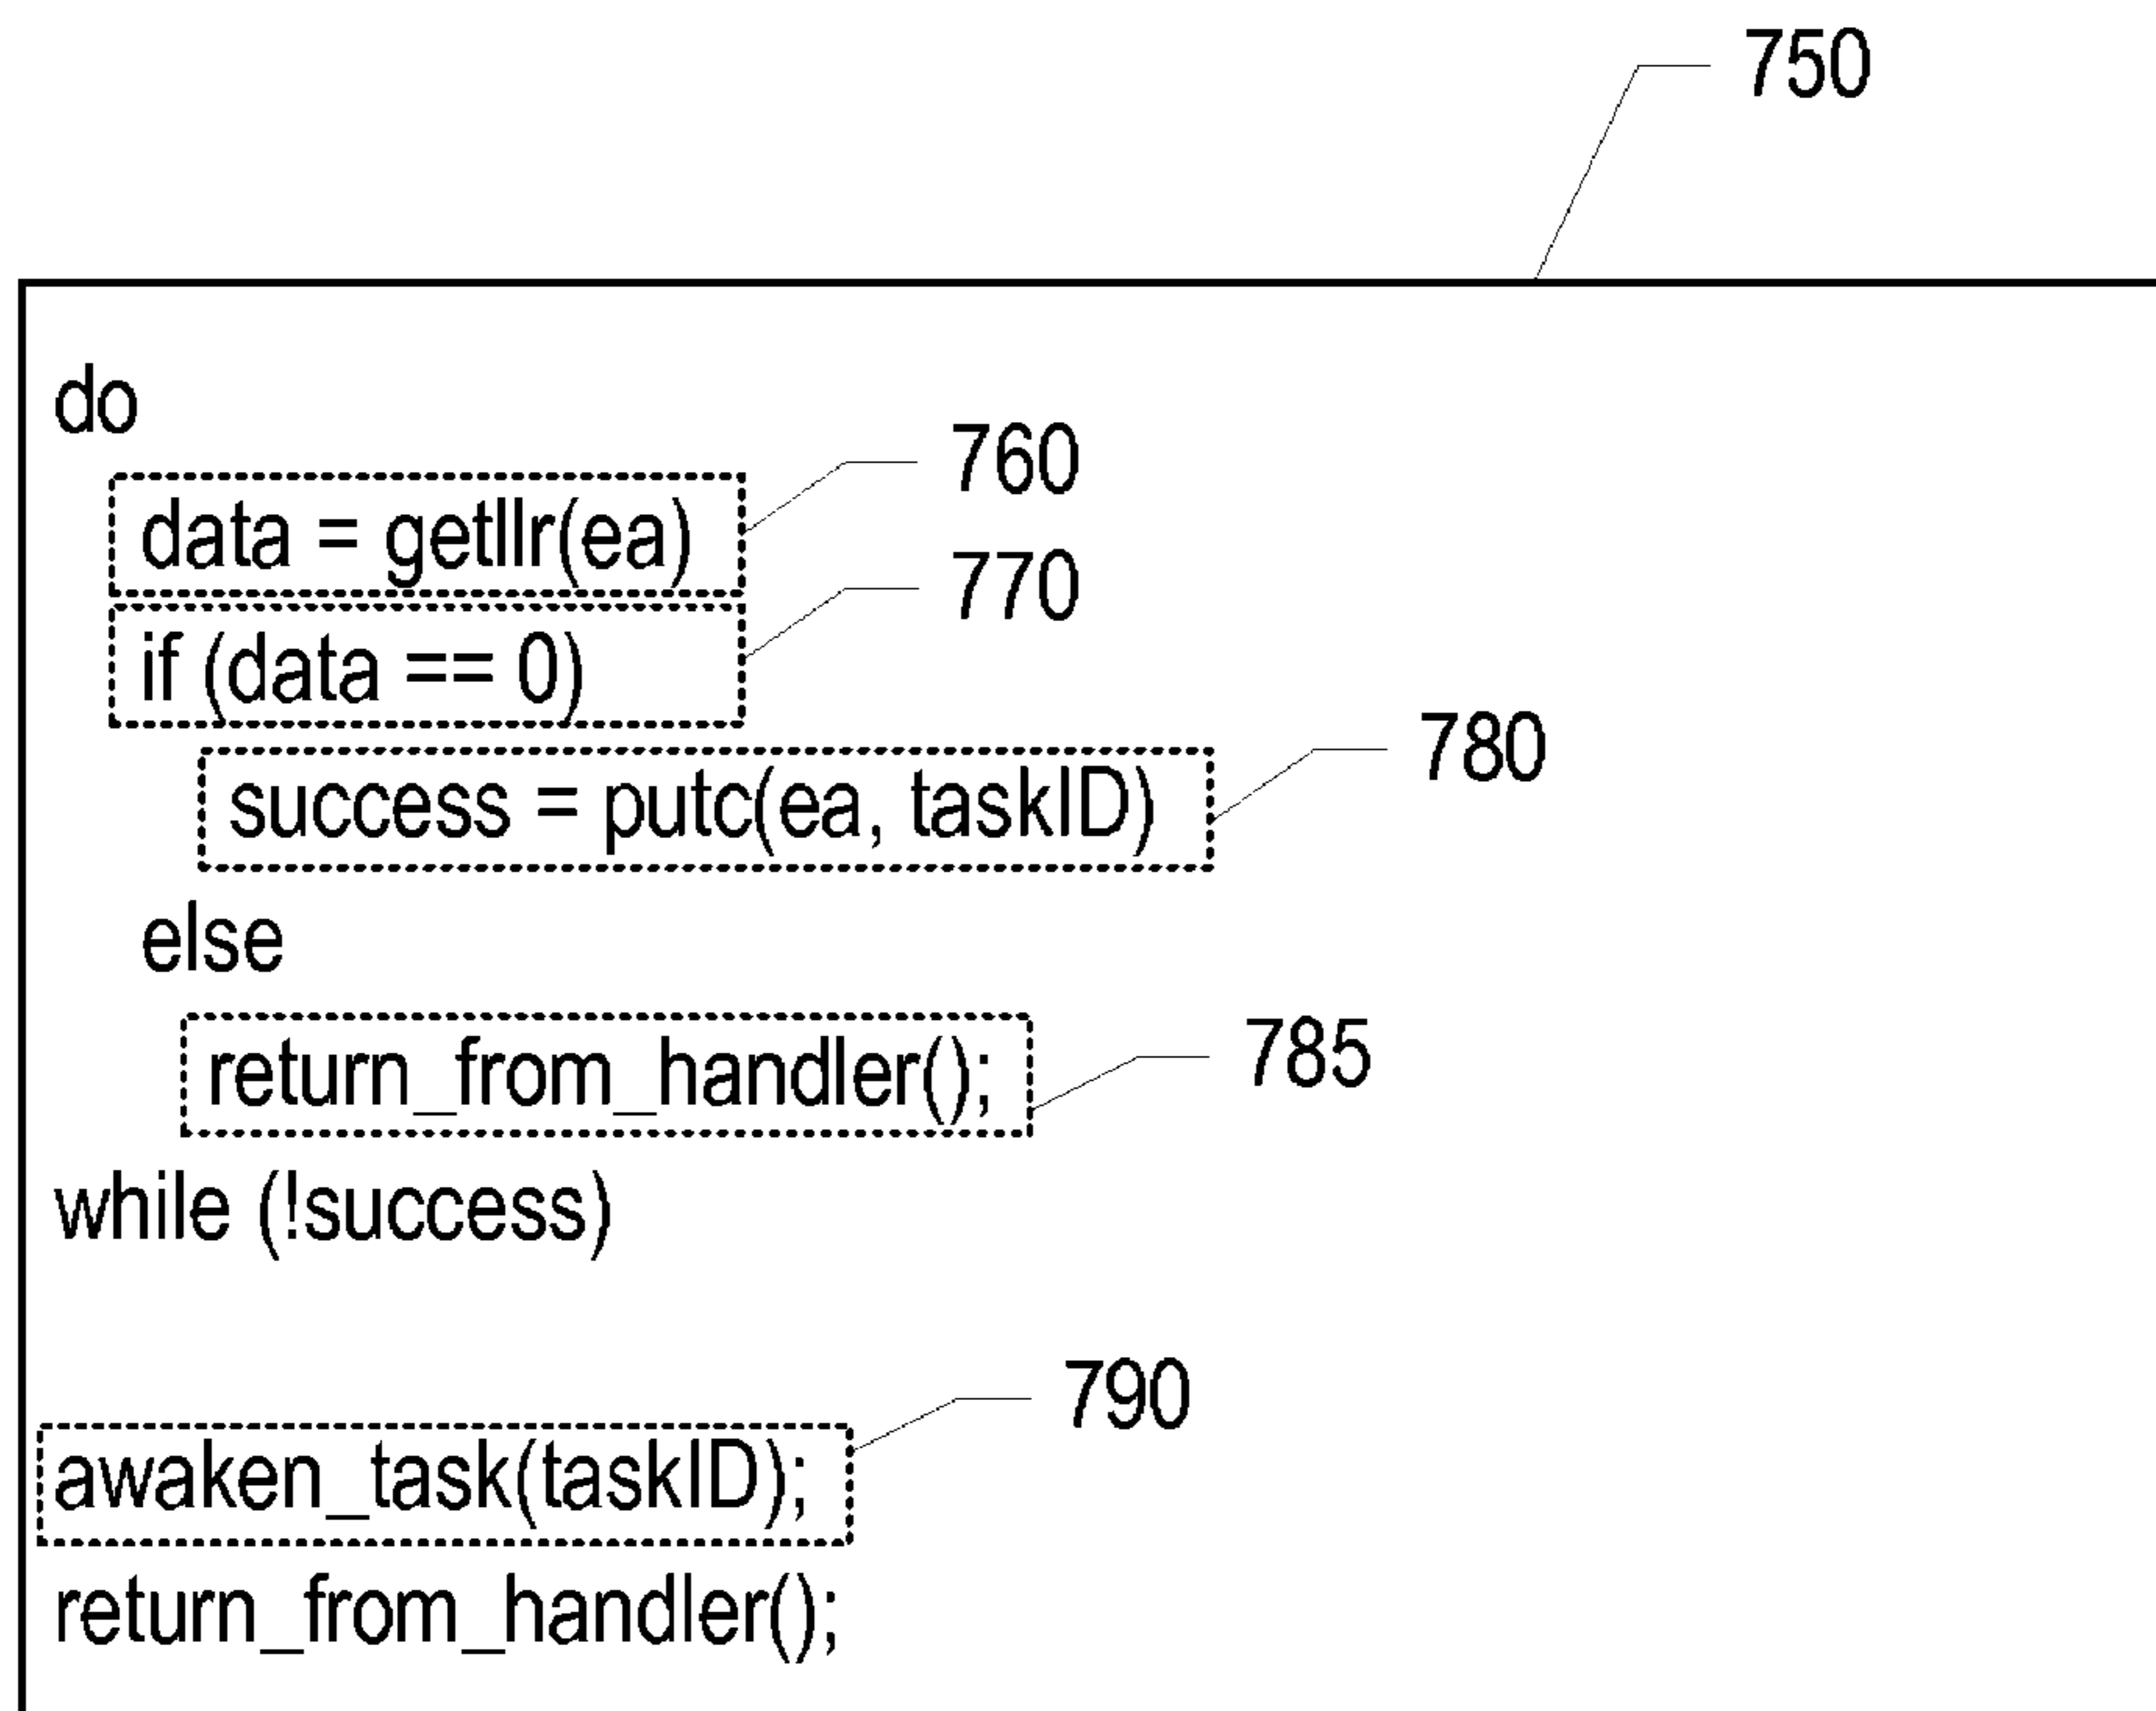 750
do
760
data = getllr(ea)
770
if (data == 0)
780
success = putc(ea, taskID)
else
785
return_from_handler();
while (!success)
790
awaken_task(taskID);
return_from_handler();